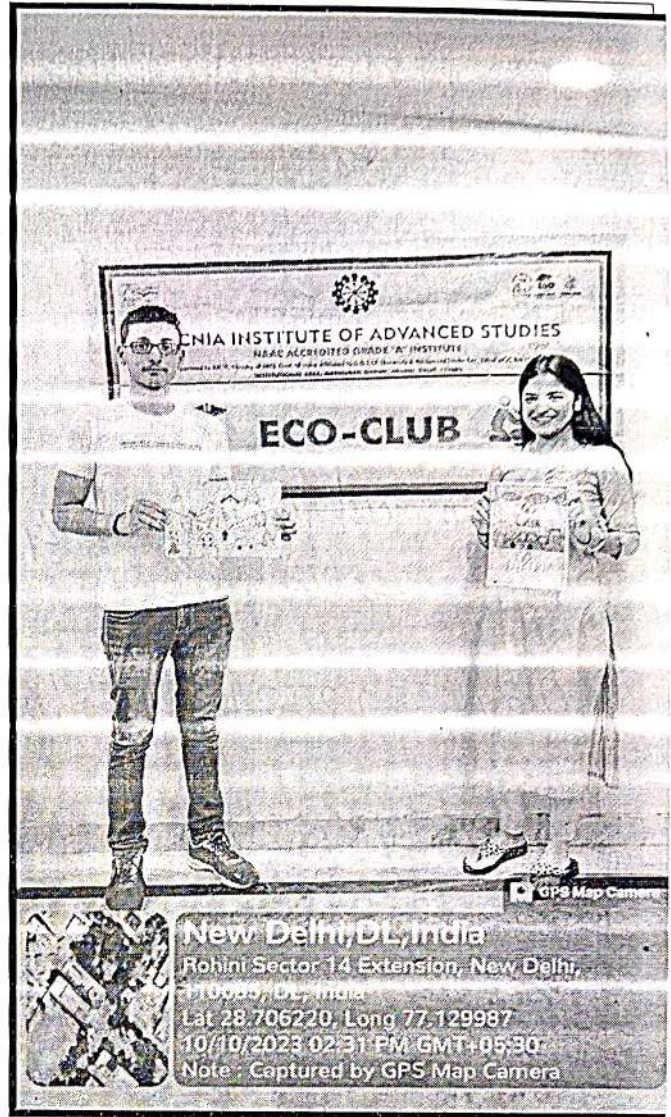 CNIA INSTITUTE OF ADVANCED STUDIES
NAAC ACCREDITED GRADE "A" INSTITUTE
ECO-CLUB
GPS Map Camera
New Delhi, DL, India
Rohini Sector 14 Extension, New Delhi,
DL, India
Lat 28.706220, Long 77.129987
10/10/2023 02:31 PM GMT+05:30
Note : Captured by GPS Map Camera